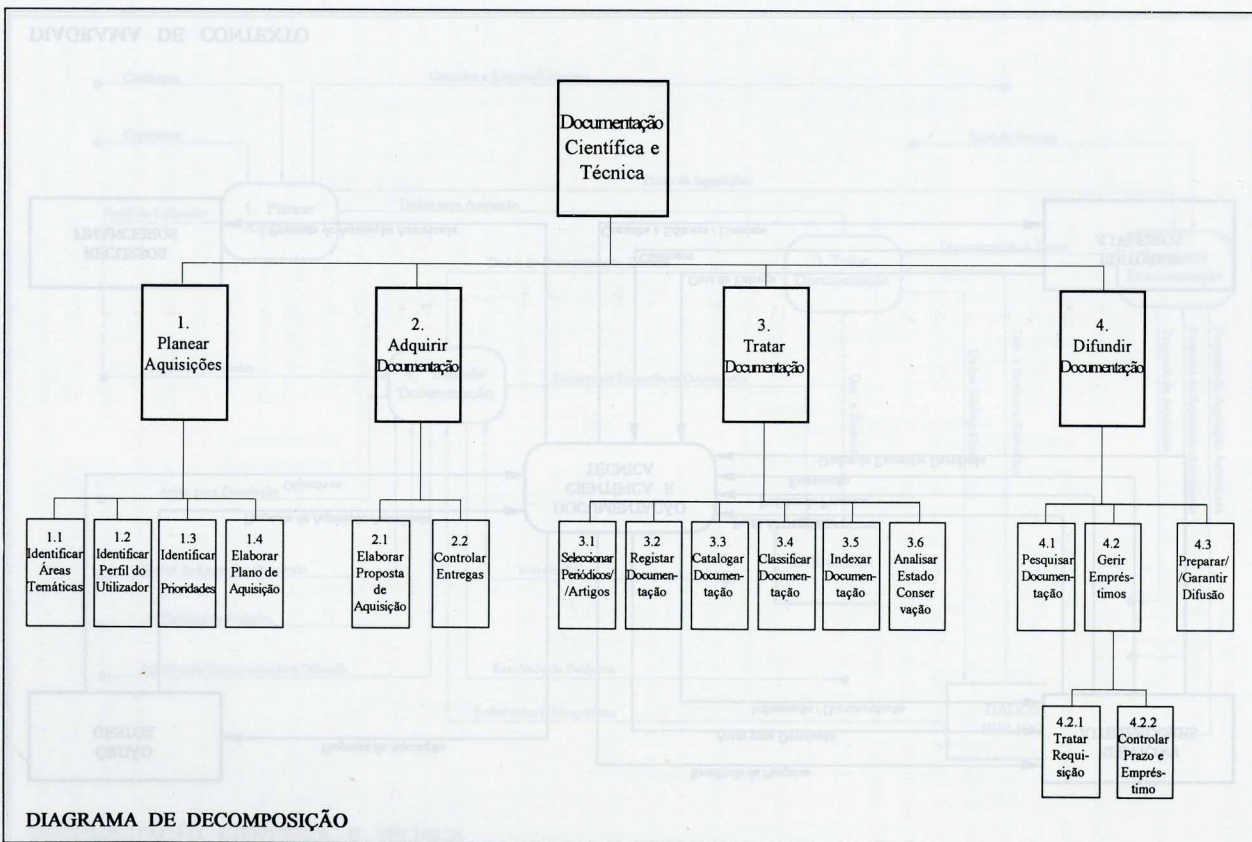 Documentação
Científica e
Técnica
1.
Planear
Aquisições
2.
Adquirir
Documentação
3.
Tratar
Documentação
4.
Difundir
Documentação
1.1
Identificar
Áreas
Temáticas
1.2
Identificar
Perfil do
Utilizador
1.3
Identificar
Prioridades
1.4
Elaborar
Plano de
Aquisição
2.1
Elaborar
Proposta
de
Aquisição
2.2
Controlar
Entregas
3.1
Seleccionar
Periódicos/
/Artigos
3.2
Registar
Documen-
tação
3.3
Catalogar
Documen-
tação
3.4
Classificar
Documen-
tação
3.5
Indexar
Documen-
tação
3.6
Analisar
Estado
Conser-
vação
4.1
Pesquisar
Documen-
tação
4.2
Gerir
Emprés-
timos
4.3
Preparar/
/Garantir
Difusão
4.2.1
Tratar
Requi-
sição
4.2.2
Controlar
Prazo e
Emprés-
timo
DIAGRAMA DE DECOMPOSIÇÃO